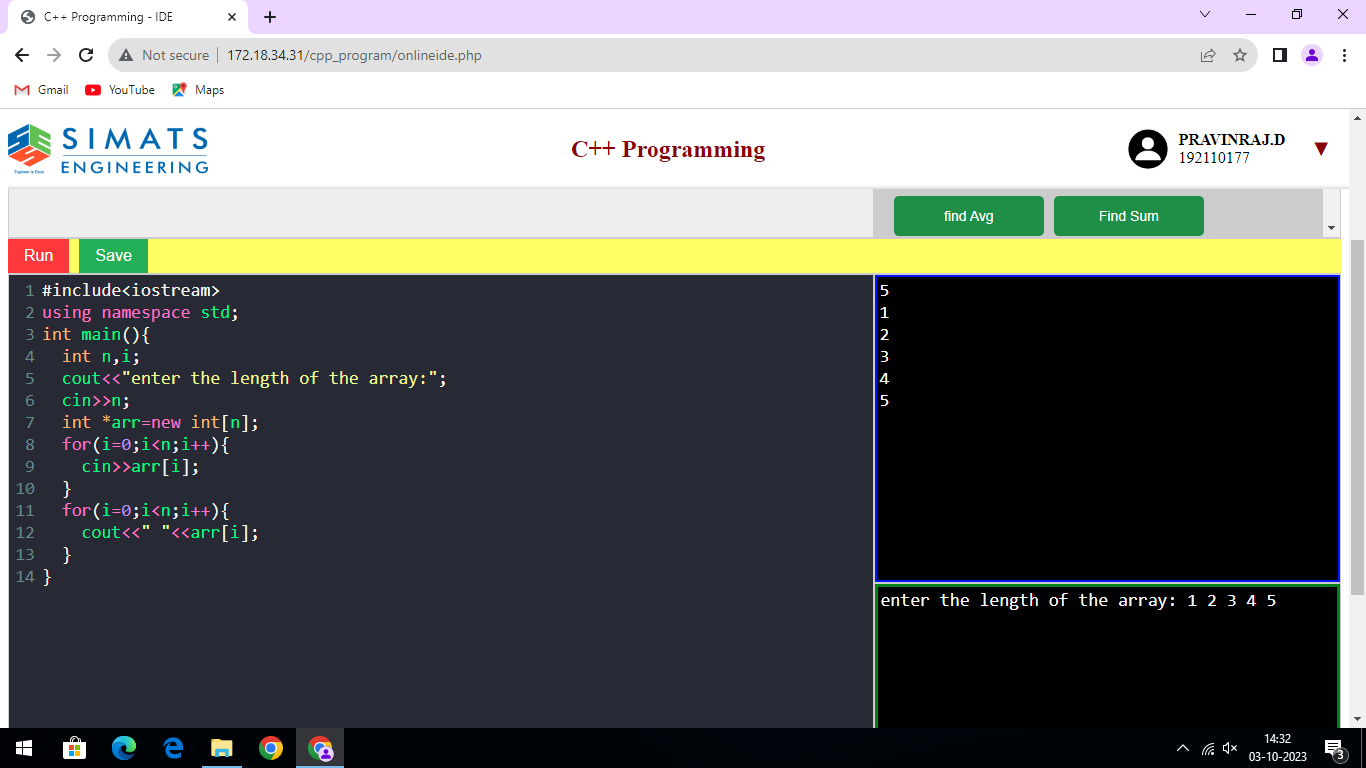 C++ Programming - IDE
Not secure
172.18.34.31/cpp_program/onlineide.php
Gmail
YouTube
Maps
SIMATS
ENGINEERING
Engineer to Excel
C++ Programming
PRAVINRAJ.D
192110177
find Avg
Find Sum
Run
Save
1 #include<iostream>
2 using namespace std;
3 int main(){
4   int n,i;
5   cout<<"enter the length of the array:";
6   cin>>n;
7   int *arr=new int[n];
8   for(i=0;i<n;i++){
9     cin>>arr[i];
10   }
11   for(i=0;i<n;i++){
12     cout<<" "<<arr[i];
13   }
14 }
5
1
2
3
4
5
enter the length of the array: 1 2 3 4 5
14:32
03-10-2023
3